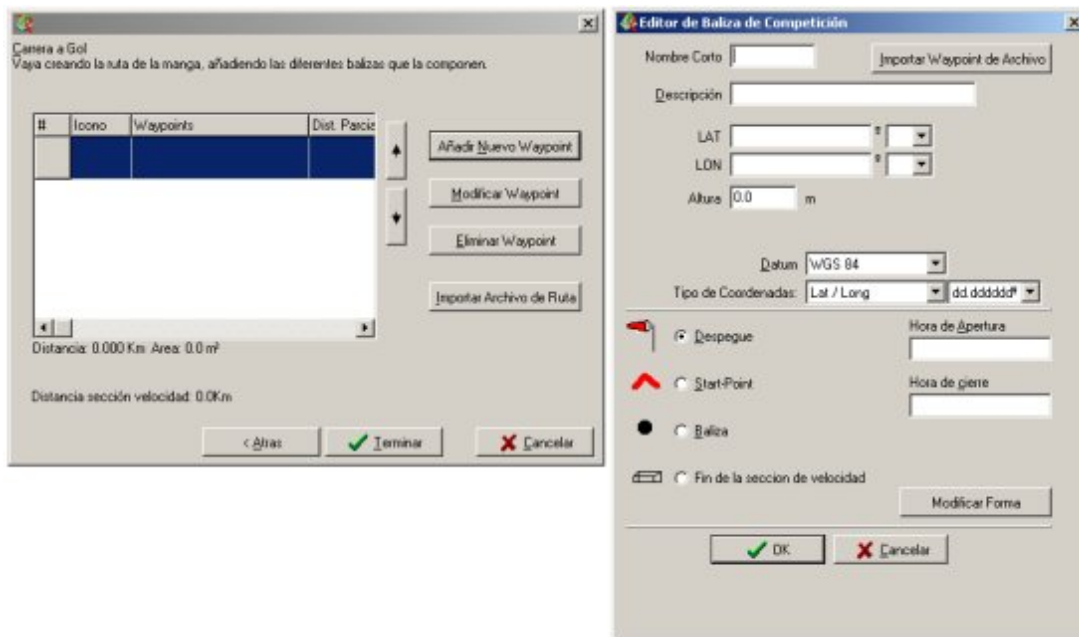 Carrera a Gol
Vaya creando la ruta de la manga, añadiendo las diferentes balizas que la componen.
# Icono Waypoints Dist. Parcia
Añadir Nuevo Waypoint
Modificar Waypoint
Eliminar Waypoint
Importar Archivo de Ruta
Distancia: 0.000 Km Area: 0.0 m²
Distancia sección velocidad: 0.0Km
< Atras Terminar Cancelar
Editor de Baliza de Competición
Nombre Corto Importar Waypoint de Archivo
Descripción
LAT º
LON º
Altura 0.0 m
Datum WGS 84
Tipo de Coordenadas: Lat / Long dd.ddddddº
Despegue Hora de Apertura
Start-Point Hora de cierre
Baliza
Fin de la seccion de velocidad
Modificar Forma
OK Cancelar